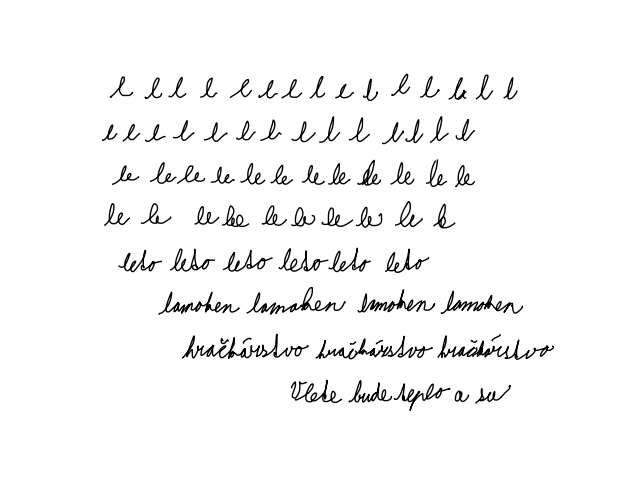 l l l l l l l l e l l l le l l
e e e l l e l l l l l l l l l
le le le le le le le le le le le le
le le le le le le le le le le
leto leto leto leto leto leto
lamohen lamohen lamohen lamohen
hračkárstvo hračkárstvo hračkárstvo
V lete bude teplo a su